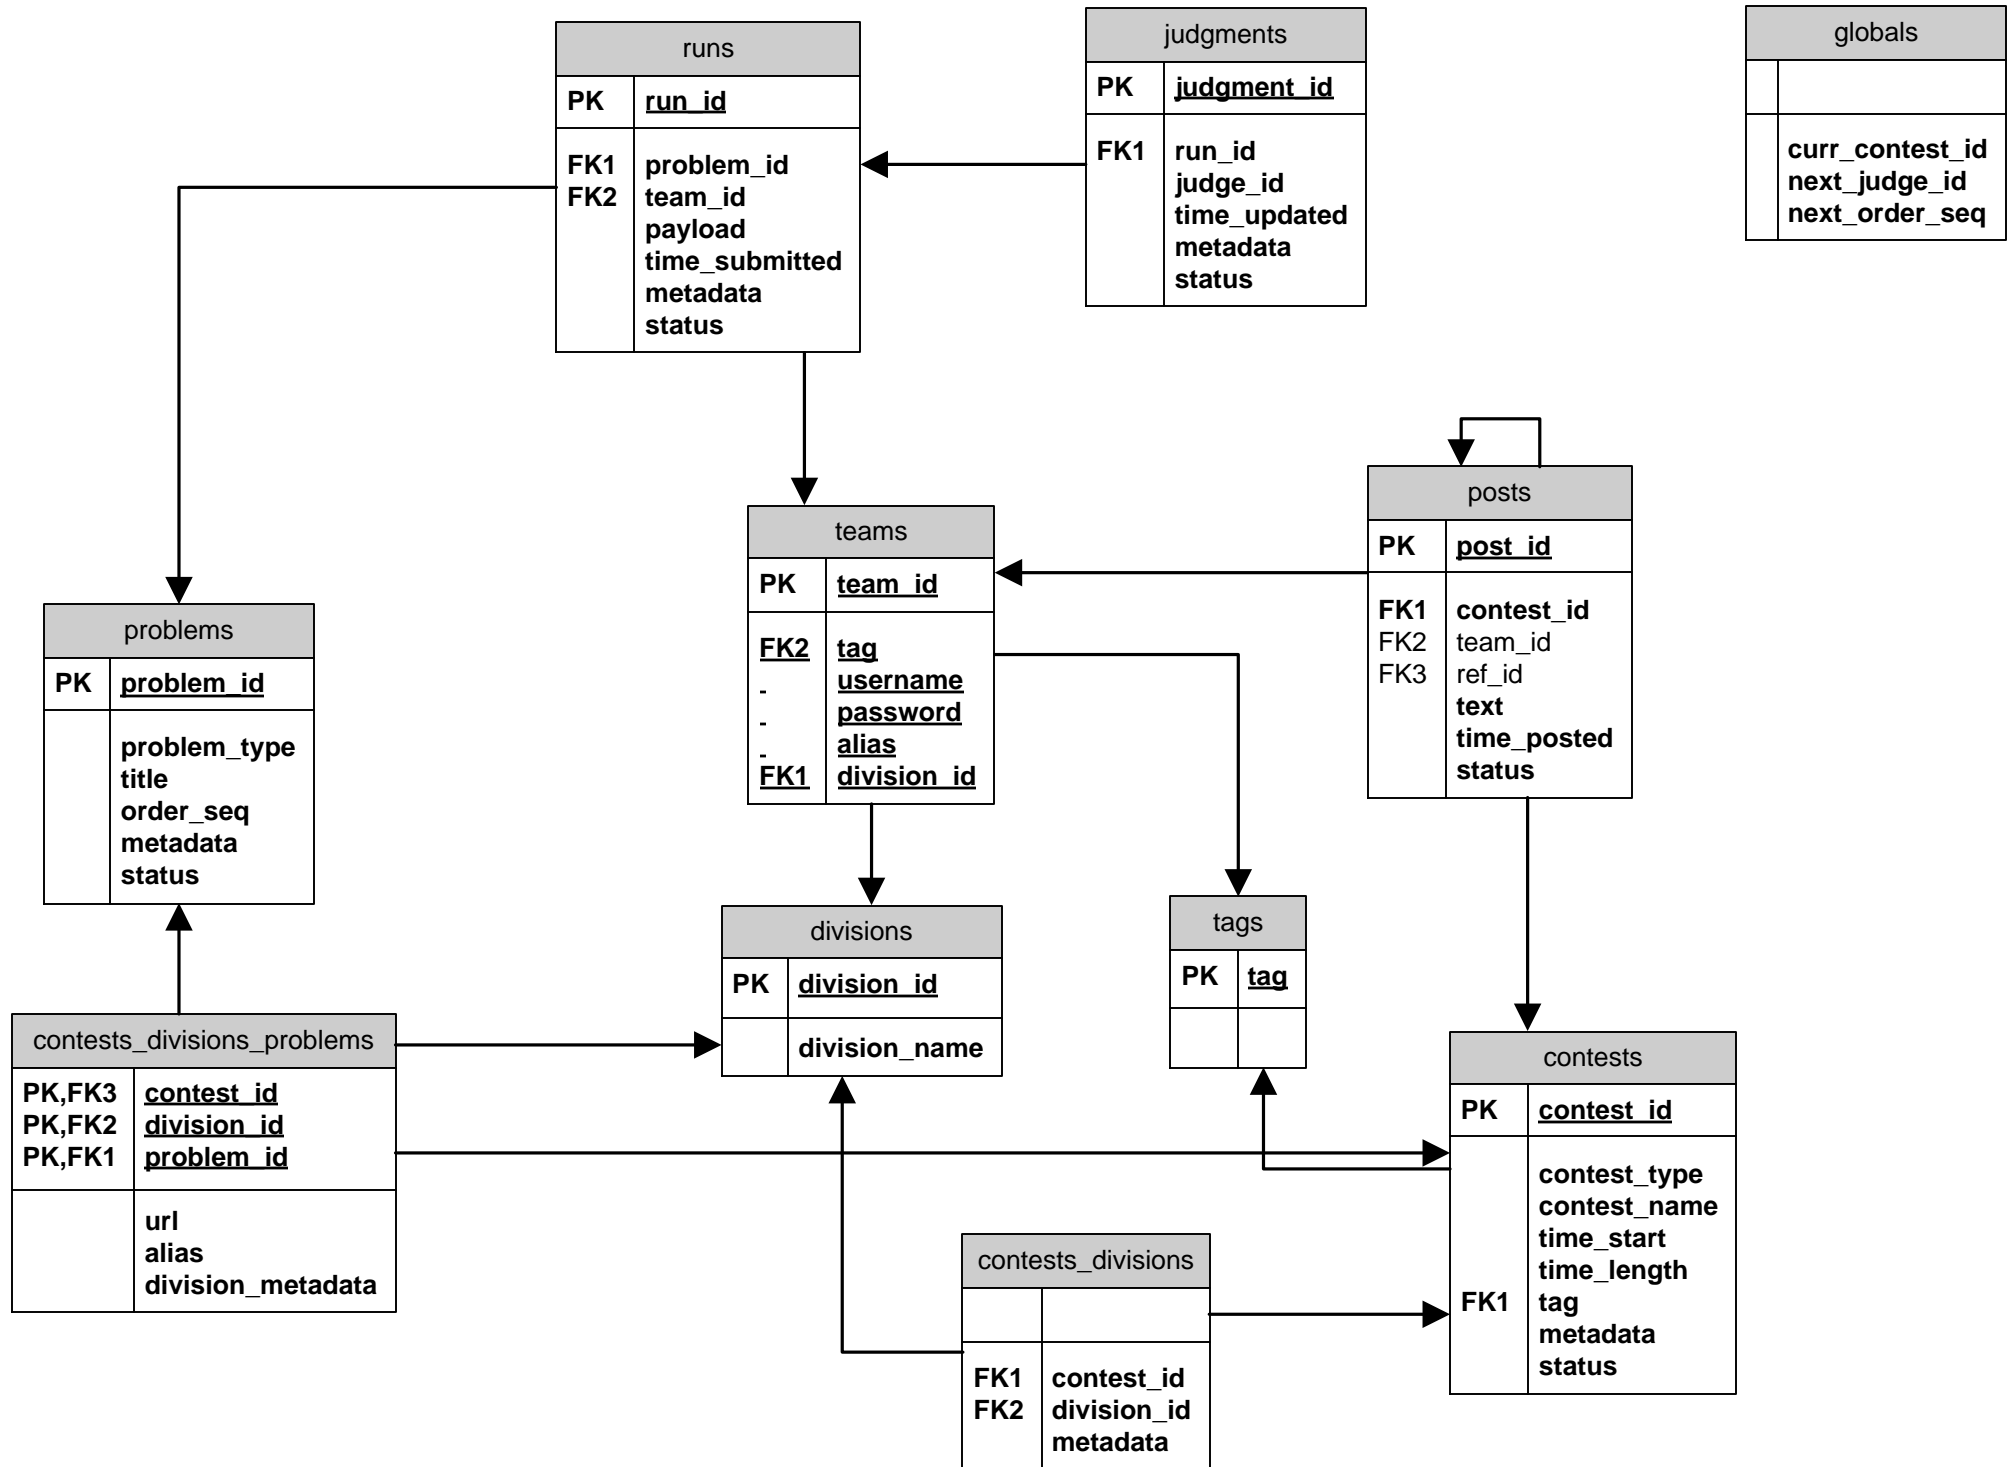 runs
PK run_id
FK1 problem_id
FK2 team_id
payload
time_submitted
metadata
status
judgments
PK judgment_id
FK1 run_id
judge_id
time_updated
metadata
status
globals
curr_contest_id
next_judge_id
next_order_seq
posts
PK post_id
FK1 contest_id
FK2 team_id
FK3 ref_id
text
time_posted
status
teams
PK team_id
FK2 tag
username
password
alias
FK1 division_id
problems
PK problem_id
problem_type
title
order_seq
metadata
status
divisions
PK division_id
division_name
tags
PK tag
contests_divisions_problems
PK,FK3 contest_id
PK,FK2 division_id
PK,FK1 problem_id
url
alias
division_metadata
contests
PK contest_id
contest_type
contest_name
time_start
time_length
FK1 tag
metadata
status
contests_divisions
FK1 contest_id
FK2 division_id
metadata